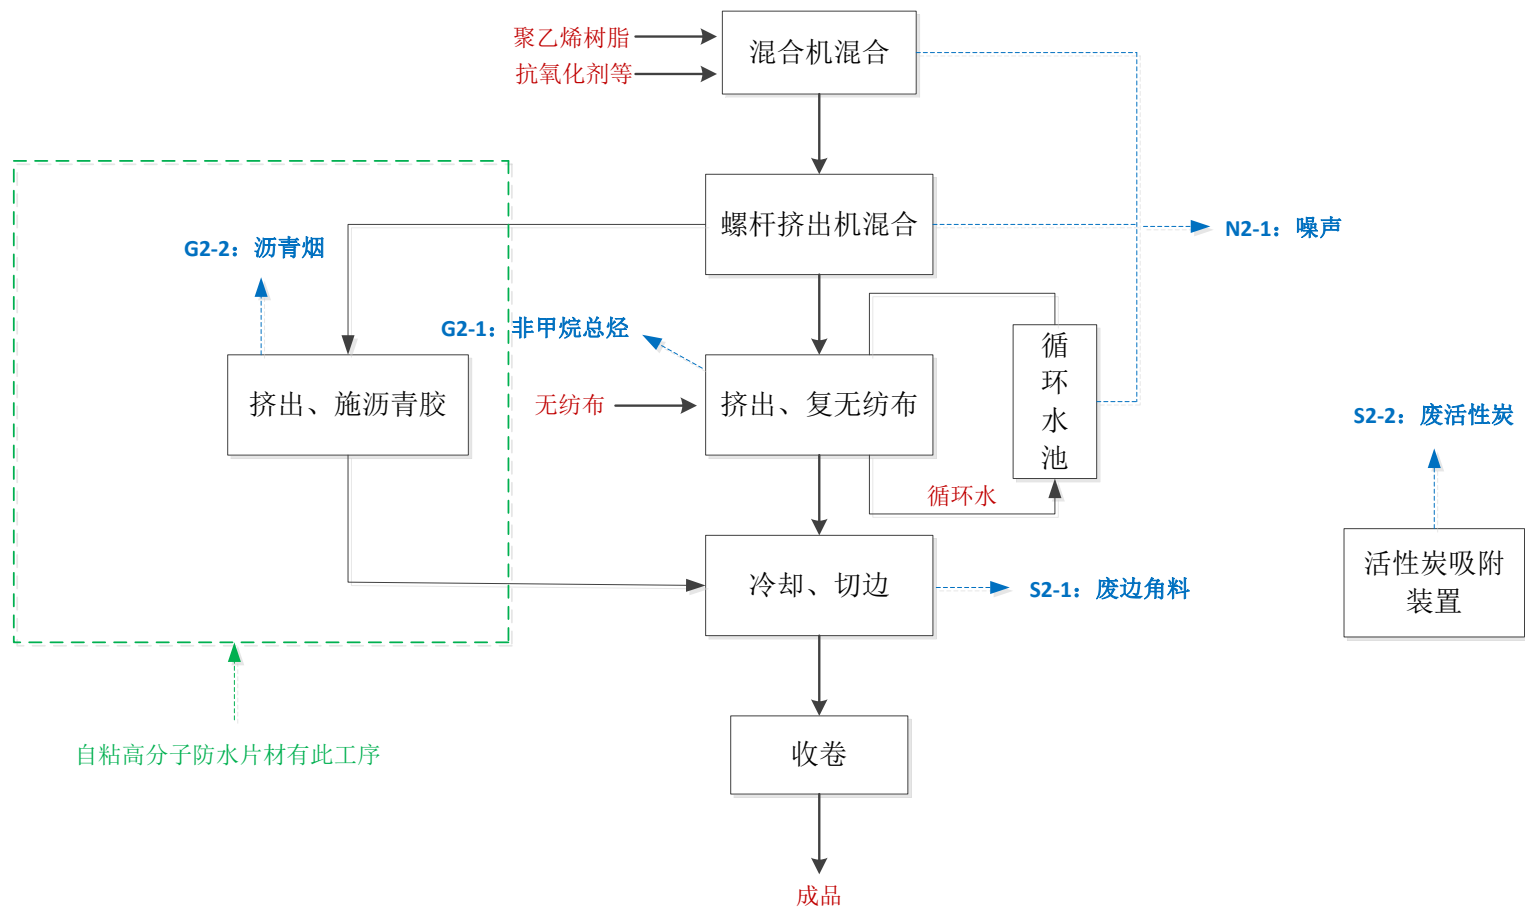 聚乙烯树脂
抗氧化剂等
混合机混合
螺杆挤出机混合
N2-1：噪声
G2-2：沥青烟
G2-1：非甲烷总烃
循
环
水
池
挤出、施沥青胶
无纺布
挤出、复无纺布
S2-2：废活性炭
循环水
冷却、切边
S2-1：废边角料
活性炭吸附
装置
自粘高分子防水片材有此工序
收卷
成品